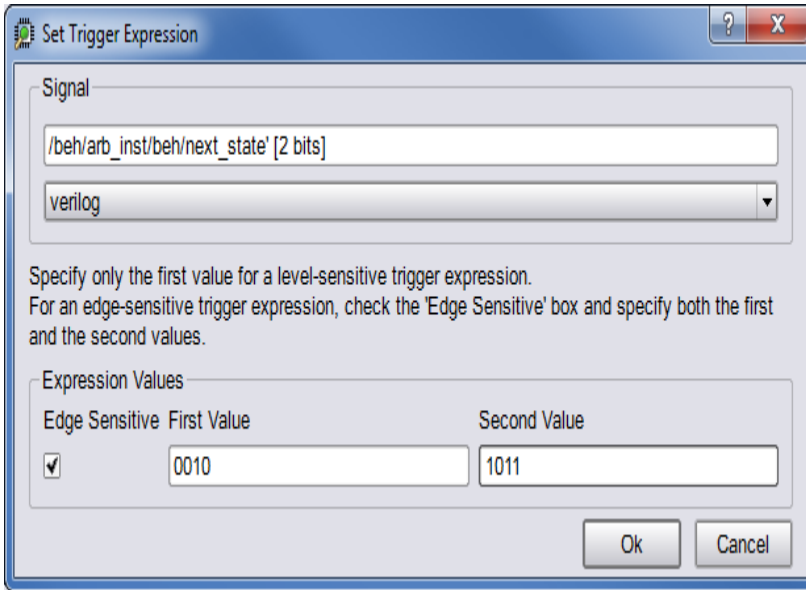 Set Trigger Expression
?
X
Signal
/beh/arb_inst/beh/next_state' [2 bits]
verilog
Specify only the first value for a level-sensitive trigger expression.
For an edge-sensitive trigger expression, check the 'Edge Sensitive' box and specify both the first
and the second values.
Expression Values
Edge Sensitive First Value Second Value
0010 1011
Ok Cancel